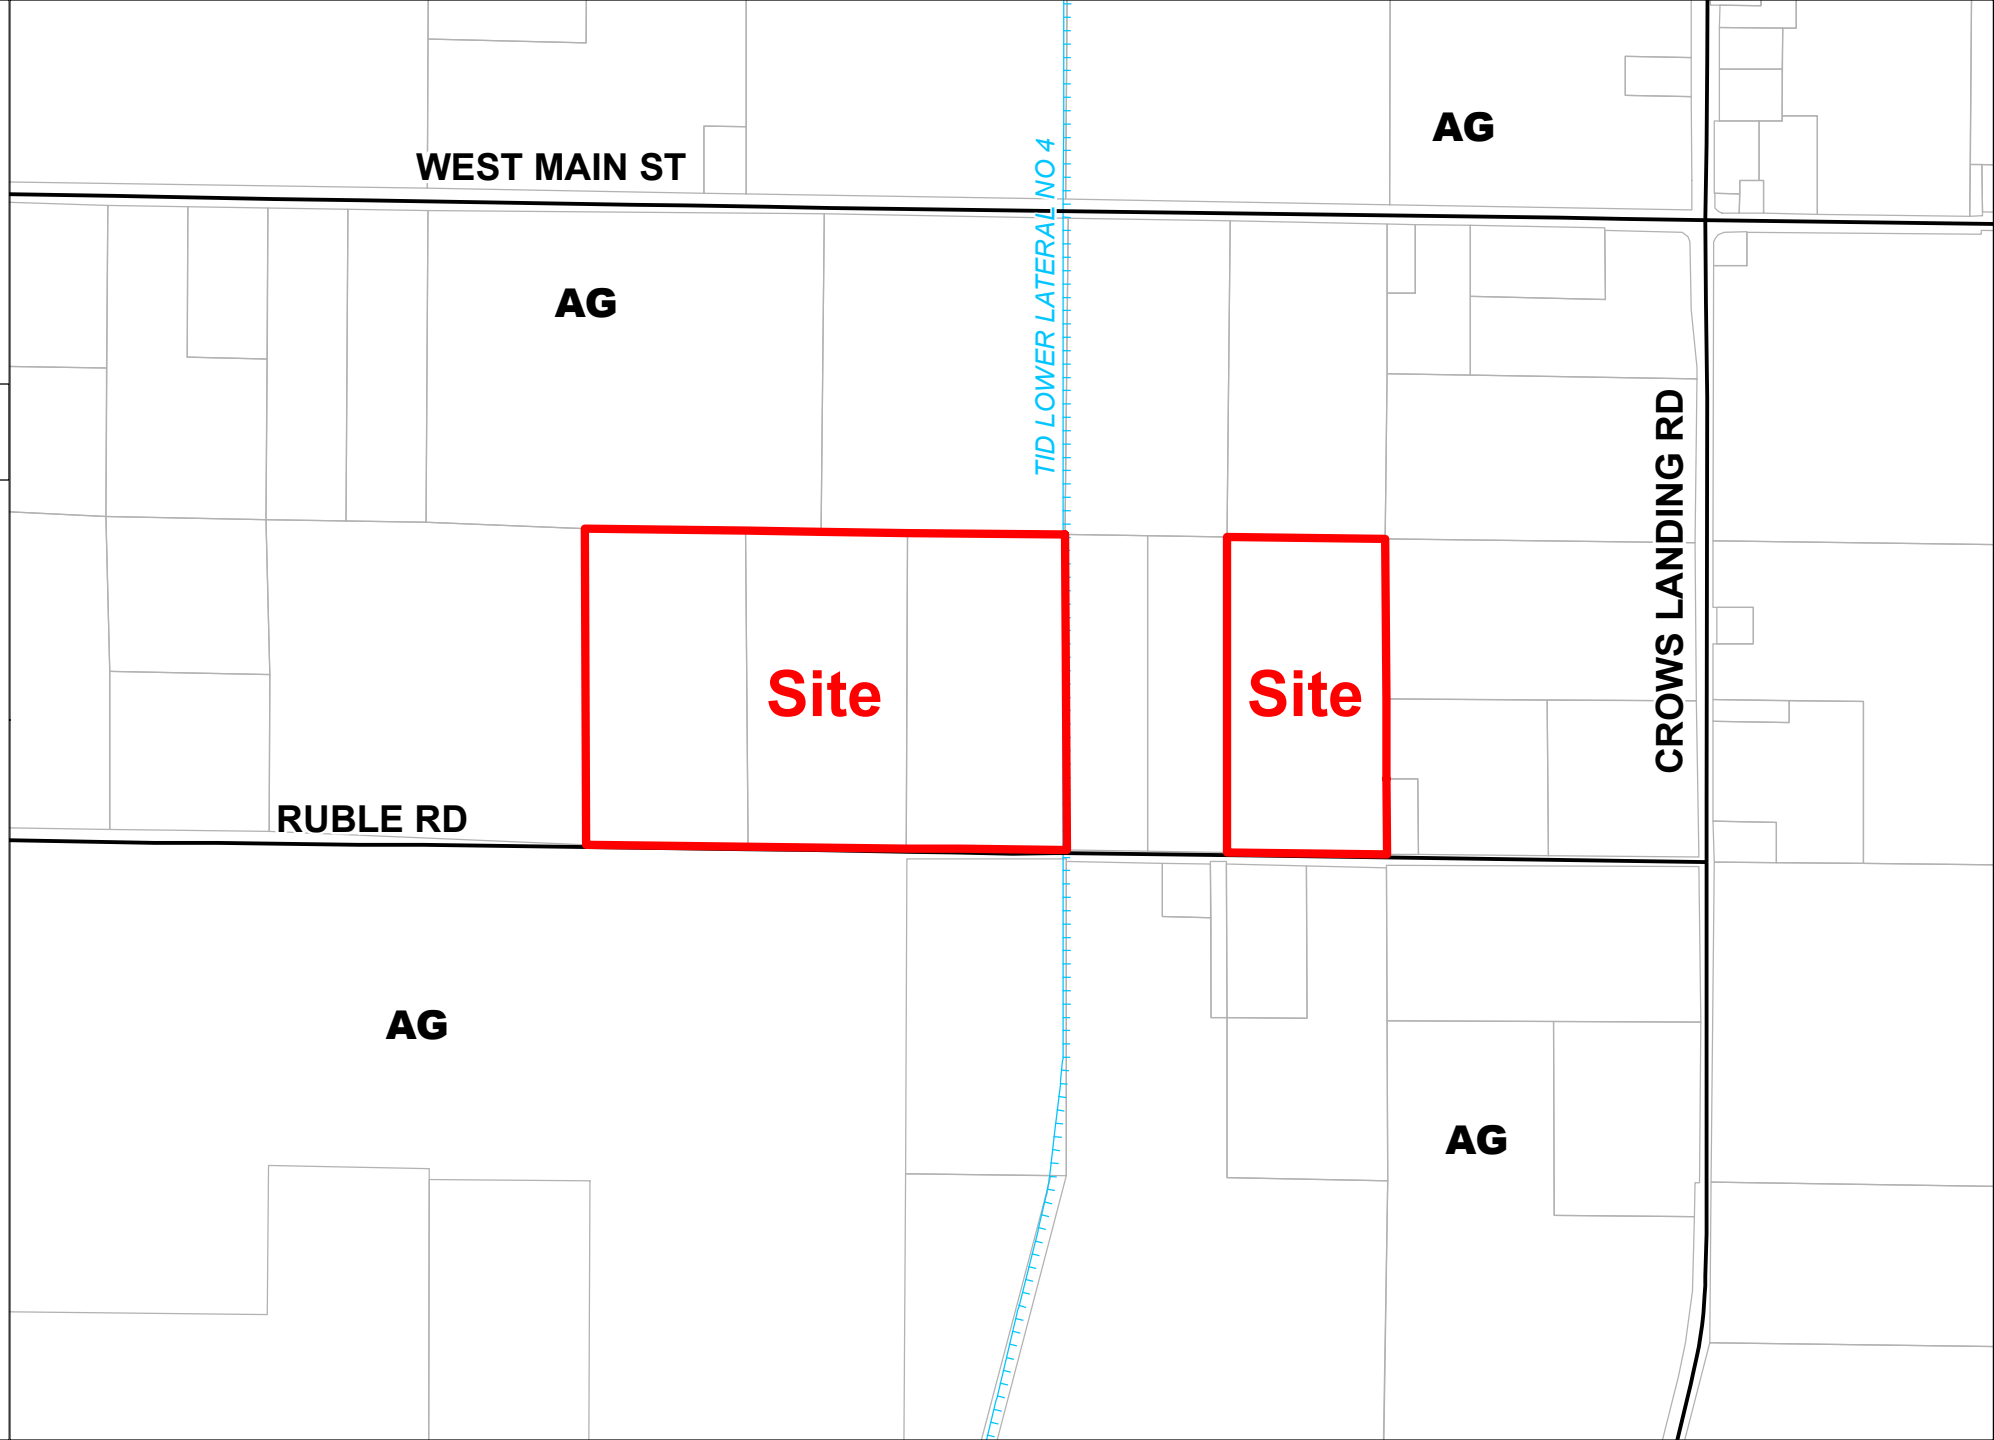 AG
WEST MAIN ST
TID LOWER LATERAL NO 4
AG
CROWS LANDING RD
Site
Site
RUBLE RD
AG
AG